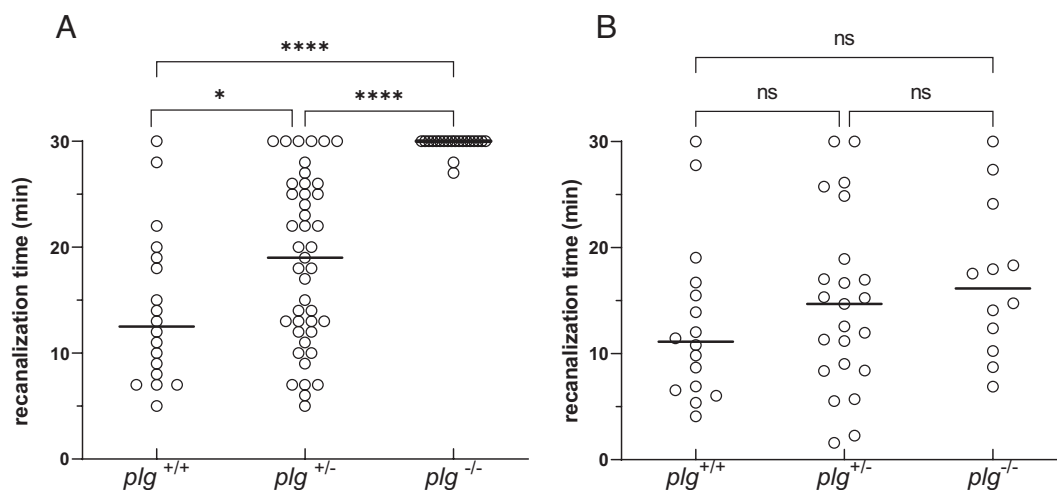 A
****
*
****
recanalization time (min)
30
20
10
0
plg +/+
plg +/-
plg -/-
B
ns
ns
ns
recanalization time (min)
30
20
10
0
plg+/+
plg+/-
plg-/-